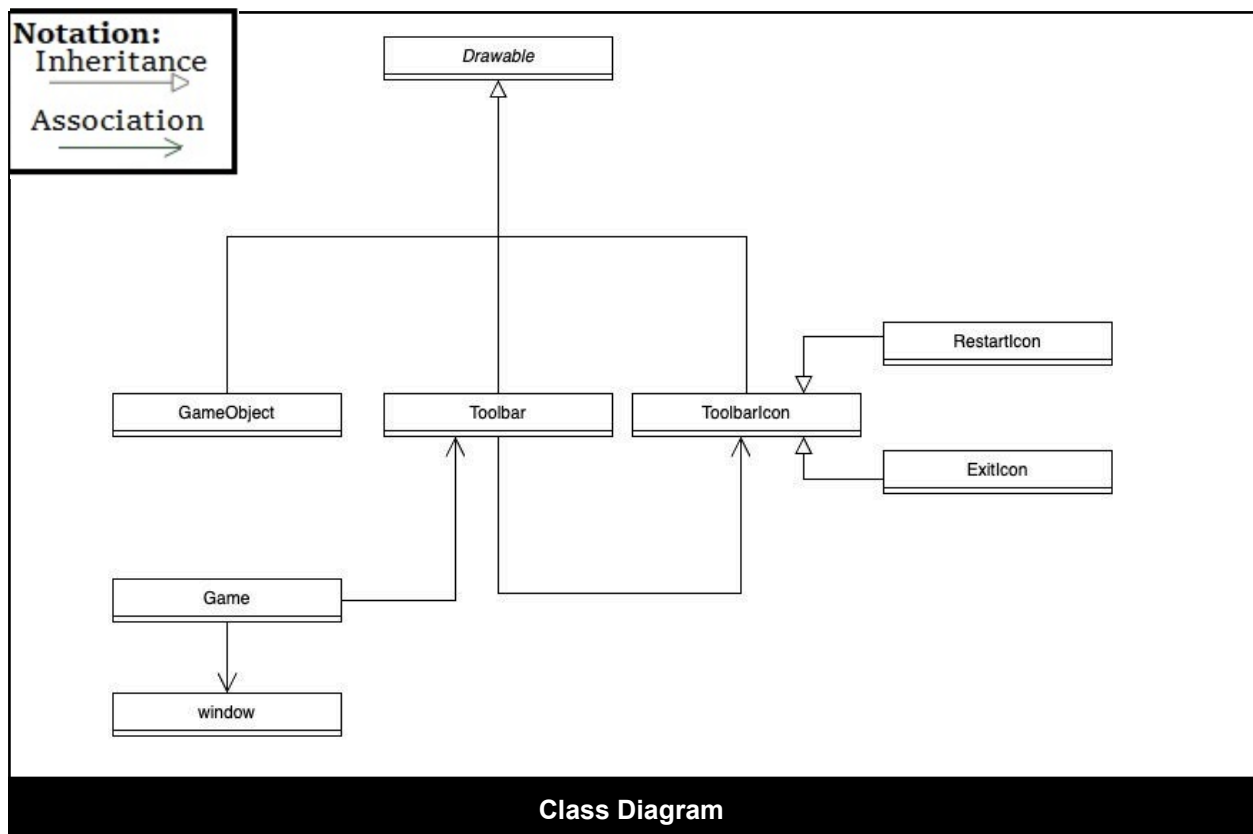 Notation:
Inheritance
Association
Drawable
RestartIcon
GameObject
Toolbar
ToolbarIcon
ExitIcon
Game
window
Class Diagram